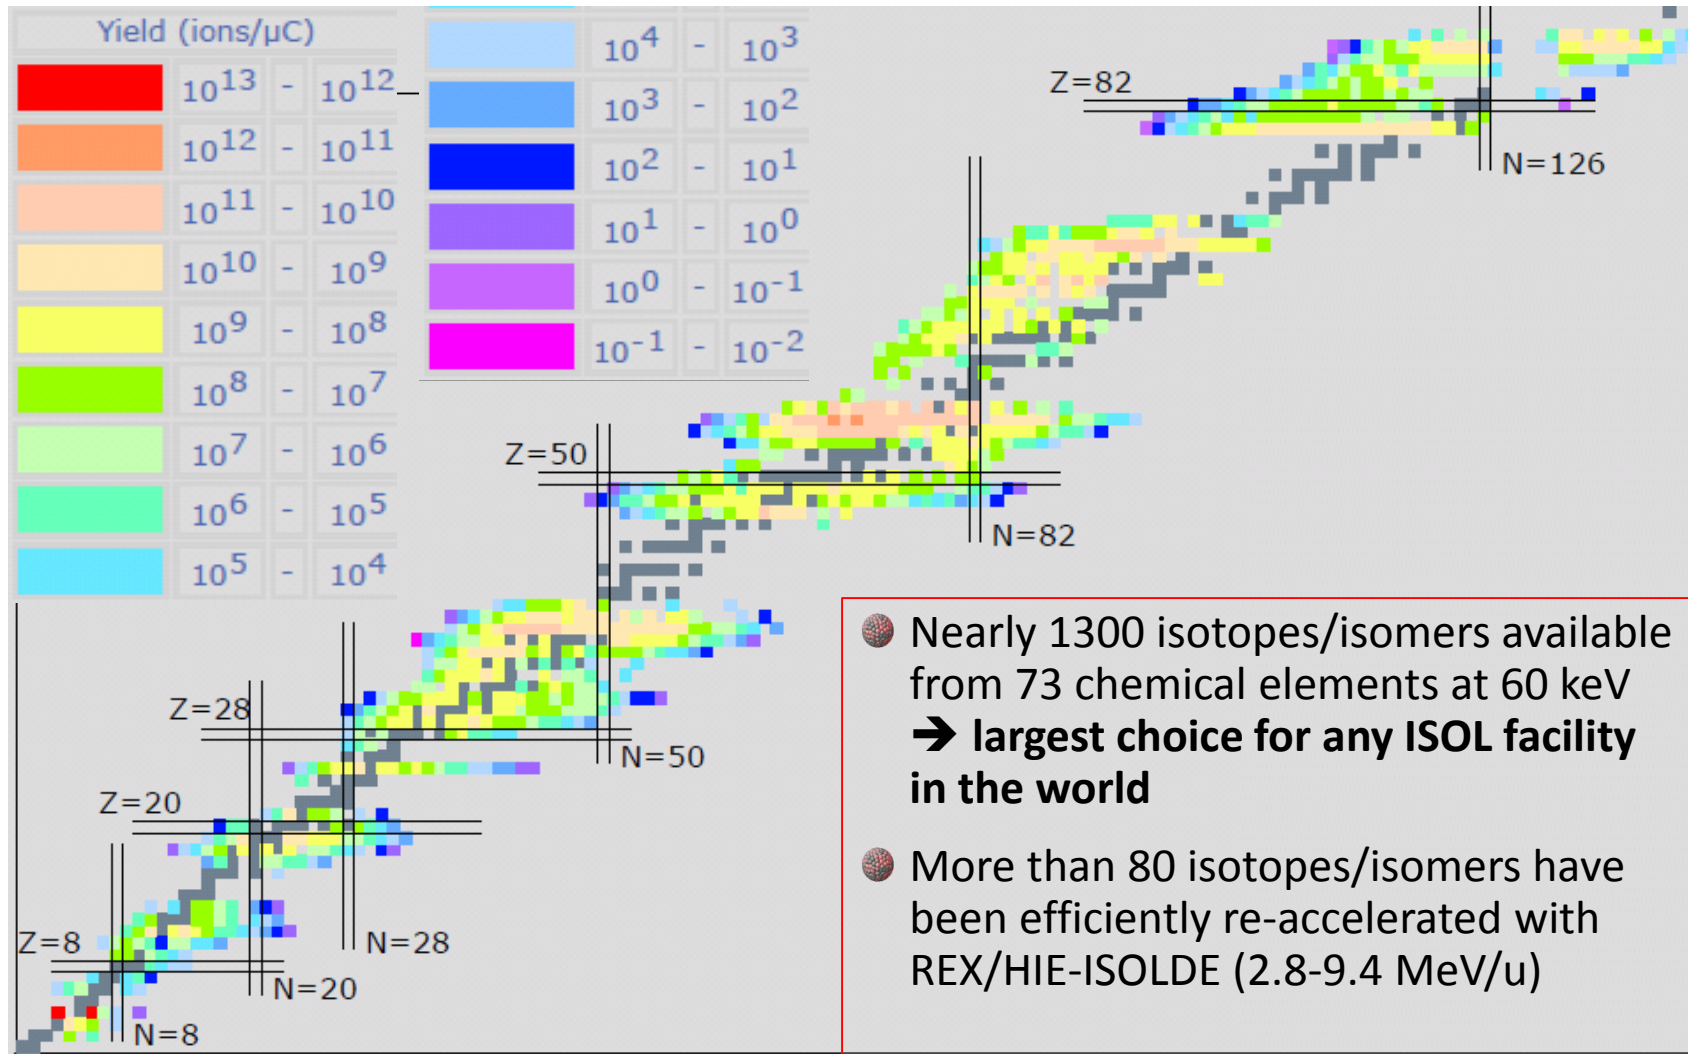 Yield (ions/μC)
10^13 - 10^12
10^12 - 10^11
10^11 - 10^10
10^10 - 10^9
10^9 - 10^8
10^8 - 10^7
10^7 - 10^6
10^6 - 10^5
10^5 - 10^4
10^4 - 10^3
10^3 - 10^2
10^2 - 10^1
10^1 - 10^0
10^0 - 10^-1
10^-1 - 10^-2
Z=82
N=126
Z=50
N=82
Z=28
N=50
Z=20
N=28
Z=8
N=20
N=8
Nearly 1300 isotopes/isomers available
from 73 chemical elements at 60 keV
➔ largest choice for any ISOL facility
in the world
More than 80 isotopes/isomers have
been efficiently re-accelerated with
REX/HIE-ISOLDE (2.8-9.4 MeV/u)